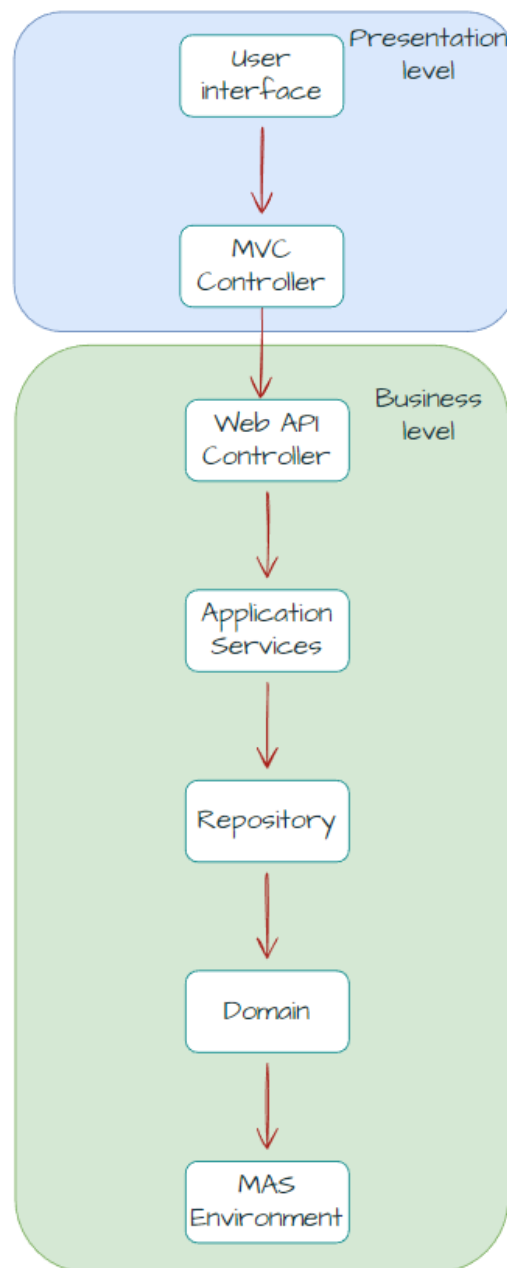 User
interface
Presentation
level
MVC
Controller
Web API
Controller
Business
level
Application
Services
Repository
Domain
MAS
Environment